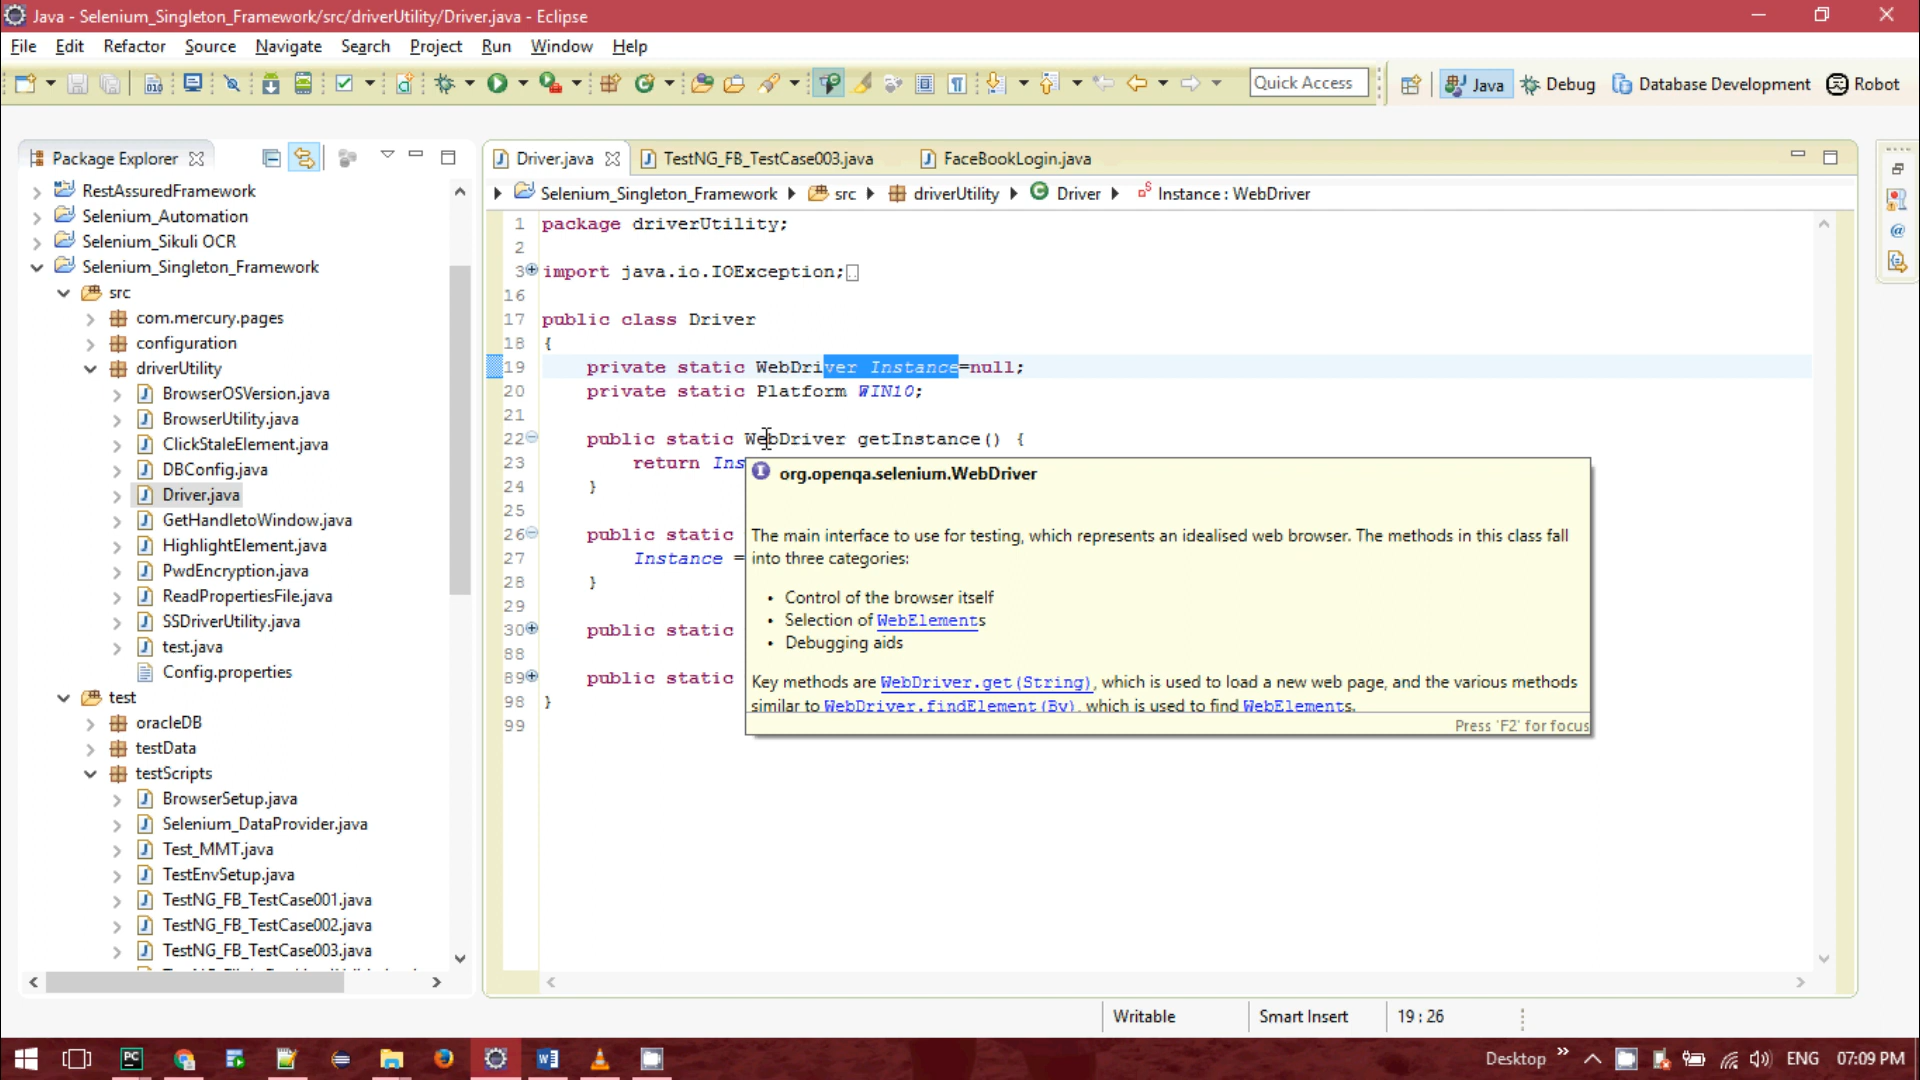 Java - Selenium_Singleton_Framework/src/driverUtility/Driver.java - Eclipse
File Edit Refactor Source Navigate Search Project Run Window Help
Quick Access Java Debug Database Development Robot
Package Explorer
RestAssuredFramework
Selenium_Automation
Selenium_Sikuli OCR
Selenium_Singleton_Framework
src
com.mercury.pages
configuration
driverUtility
BrowserOSVersion.java
BrowserUtility.java
ClickStaleElement.java
DBConfig.java
Driver.java
GetHandletoWindow.java
HighlightElement.java
PwdEncryption.java
ReadPropertiesFile.java
SSDriverUtility.java
test.java
Config.properties
test
oracleDB
testData
testScripts
BrowserSetup.java
Selenium_DataProvider.java
Test_MMT.java
TestEnvSetup.java
TestNG_FB_TestCase001.java
TestNG_FB_TestCase002.java
TestNG_FB_TestCase003.java
Driver.java TestNG_FB_TestCase003.java FaceBookLogin.java
Selenium_Singleton_Framework src driverUtility Driver Instance : WebDriver
1 package driverUtility;
2
3 import java.io.IOException;
16
17 public class Driver
18 {
19 private static WebDriver Instance=null;
20 private static Platform WIN10;
21
22 public static WebDriver getInstance() {
23 return Ins
24 }
25
26 public static
27 Instance =
28 }
29
30 public static
88
89 public static
98 }
99
org.openqa.selenium.WebDriver
The main interface to use for testing, which represents an idealised web browser. The methods in this class fall
into three categories:
• Control of the browser itself
• Selection of WebElements
• Debugging aids
Key methods are WebDriver.get(String), which is used to load a new web page, and the various methods
similar to WebDriver.findElement(By), which is used to find WebElements.
Press 'F2' for focus
Writable Smart Insert 19 : 26
Desktop ENG 07:09 PM